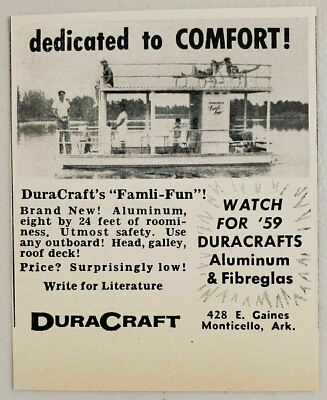 dedicated to COMFORT!
Famli
Fun
DuraCraft's "Famli-Fun"!
Brand New! Aluminum,
eight by 24 feet of roomi-
ness. Utmost safety. Use
any outboard! Head, galley,
roof deck!
Price? Surprisingly low!
Write for Literature
DURACRAFT
WATCH
FOR '59
DURACRAFTS
Aluminum
& Fibreglas
428 E. Gaines
Monticello, Ark.